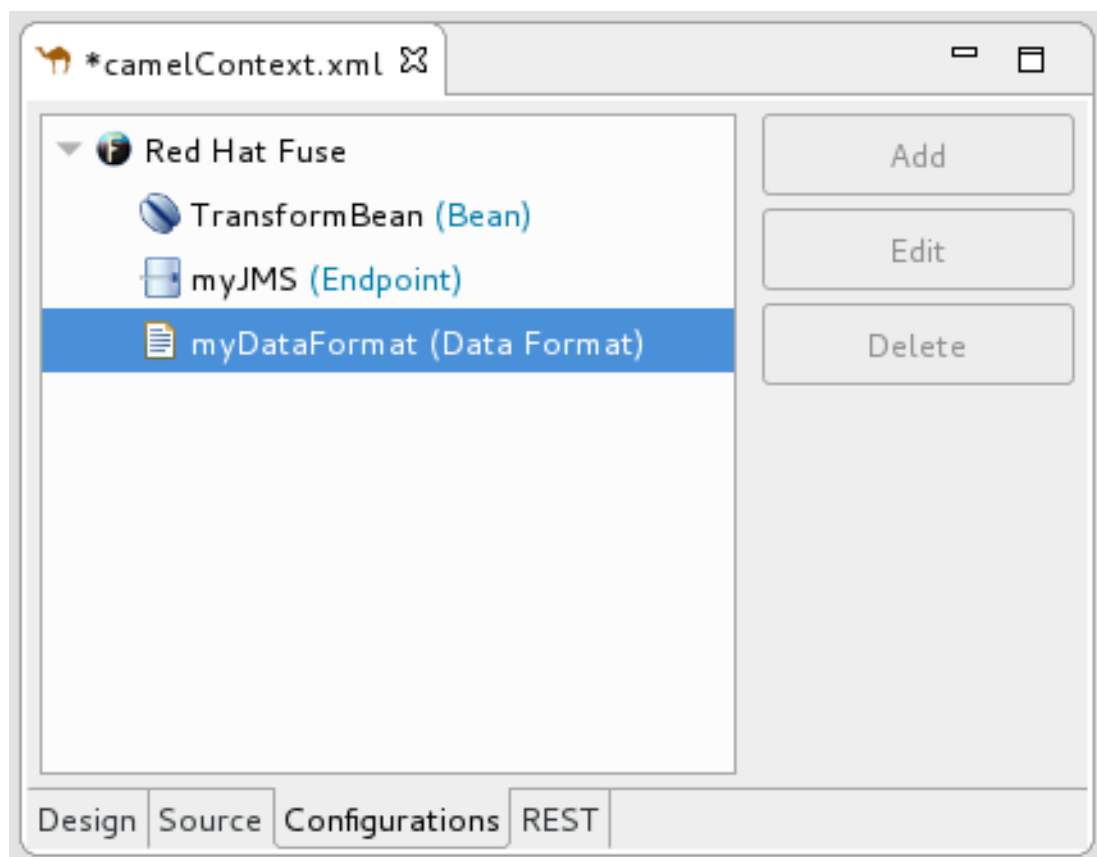 *camelContext.xml
Red Hat Fuse
Add
TransformBean (Bean)
Edit
myJMS (Endpoint)
myDataFormat (Data Format)
Delete
Design Source Configurations REST